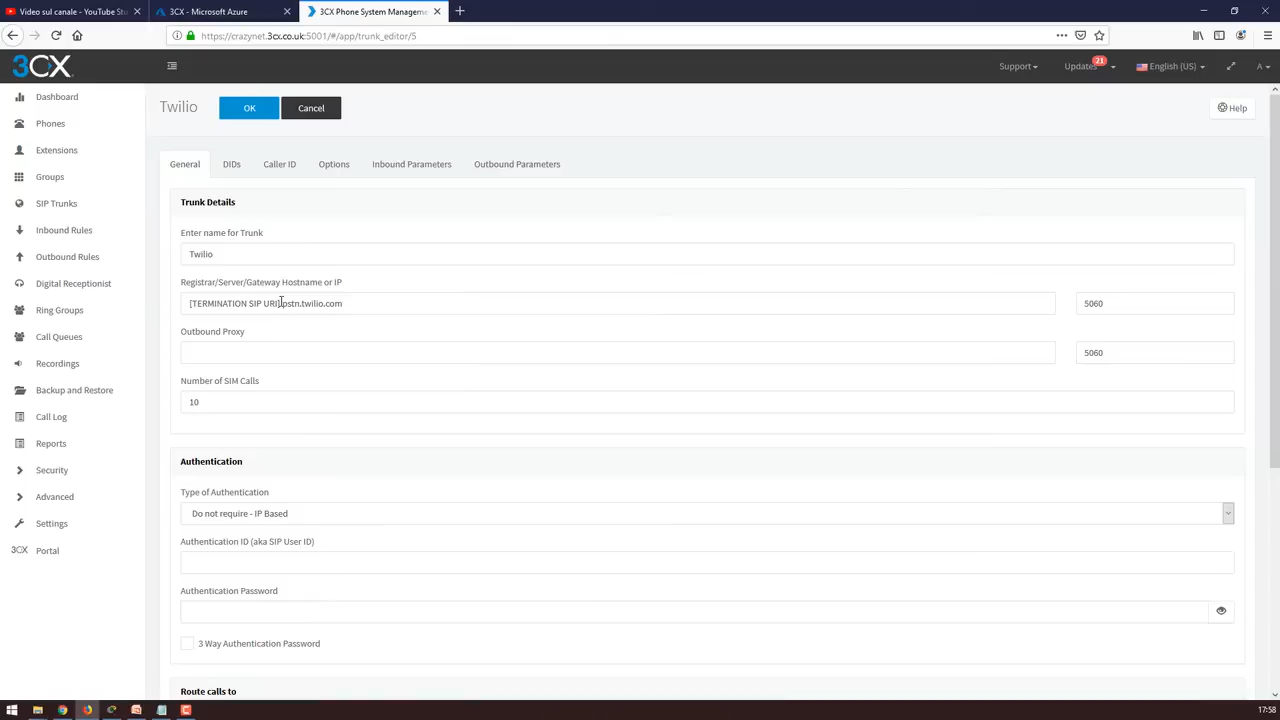 Video sul canale - YouTube Stu
3CX - Microsoft Azure
3CX Phone System Manageme
https://crazynet.3cx.co.uk:5001/#/app/trunk_editor/5
3CX
Support
Updates
21
English (US)
A
Dashboard
Phones
Extensions
Groups
SIP Trunks
Inbound Rules
Outbound Rules
Digital Receptionist
Ring Groups
Call Queues
Recordings
Backup and Restore
Call Log
Reports
Security
Advanced
Settings
3CX Portal
Twilio
OK
Cancel
Help
General
DIDs
Caller ID
Options
Inbound Parameters
Outbound Parameters
Trunk Details
Enter name for Trunk
Twilio
Registrar/Server/Gateway Hostname or IP
[TERMINATION SIP URI].pstn.twilio.com
5060
Outbound Proxy
5060
Number of SIM Calls
10
Authentication
Type of Authentication
Do not require - IP Based
Authentication ID (aka SIP User ID)
Authentication Password
3 Way Authentication Password
Route calls to
17:58